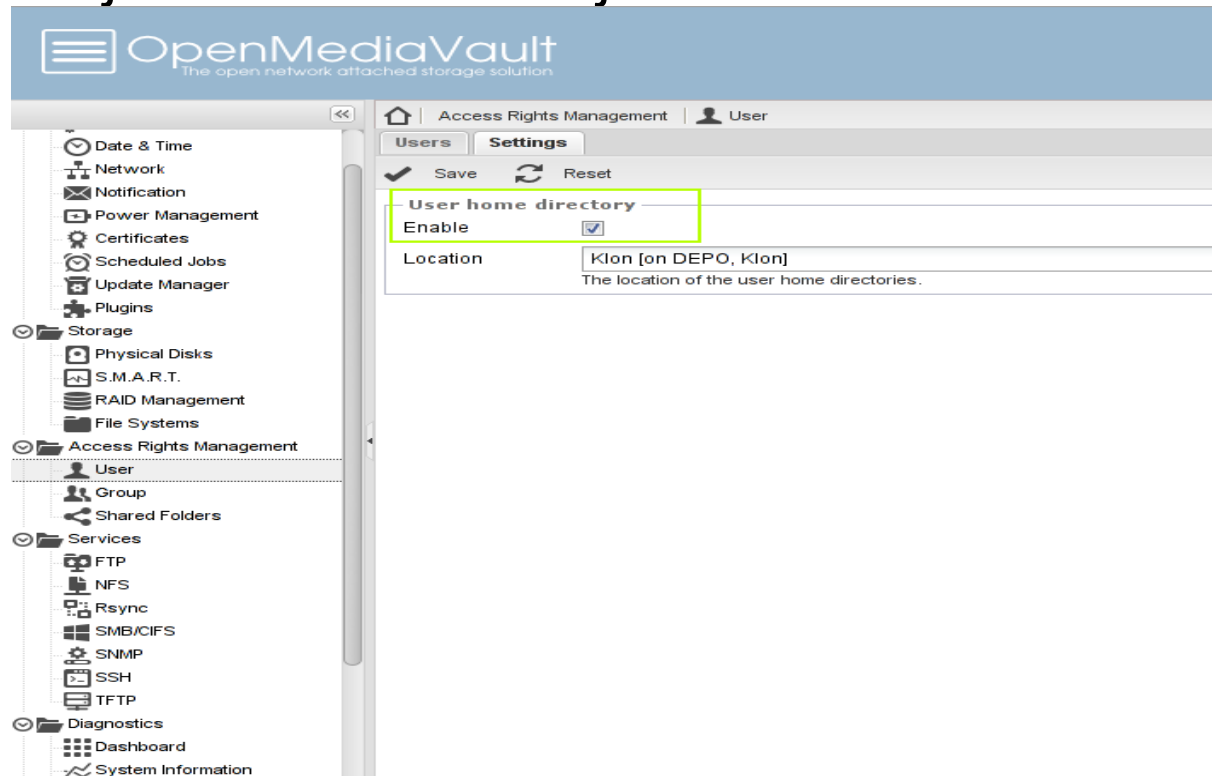 OpenMediaVault
The open network attached storage solution
Access Rights Management | User
Users Settings
Save Reset
User home directory
Enable
Location Klon [on DEPO, Klon]
The location of the user home directories.
Date & Time
Network
Notification
Power Management
Certificates
Scheduled Jobs
Update Manager
Plugins
Storage
Physical Disks
S.M.A.R.T.
RAID Management
File Systems
Access Rights Management
User
Group
Shared Folders
Services
FTP
NFS
Rsync
SMB/CIFS
SNMP
SSH
TFTP
Diagnostics
Dashboard
System Information